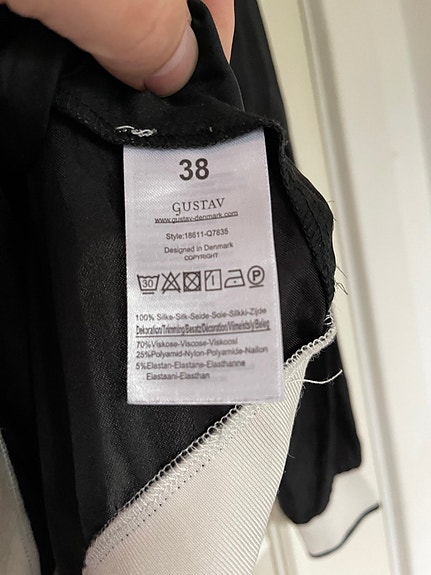 38
GUSTAV
www.gustav-denmark.com
Style:18611-Q7835
Designed in Denmark
COPYRIGHT
30
100% Silke-Silk-Seide-Soie-Silkki-Zijde
Dekoration/Trimming/Besatz/Décoration/
70%Viskose-Viscose-Viskoosi
25%Polyamid-Nylon-Polyamide-Nailon
5%Elastan-Elastane-Elasthanne
Elastaani-Elasthan